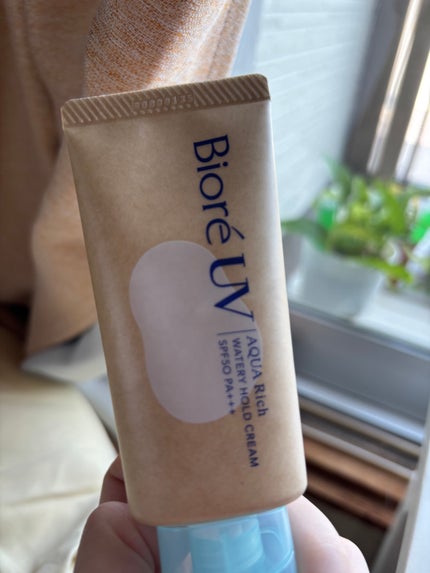 Bioré UV
AQUA Rich
WATERY HOLD CREAM
SPF50 PA+++